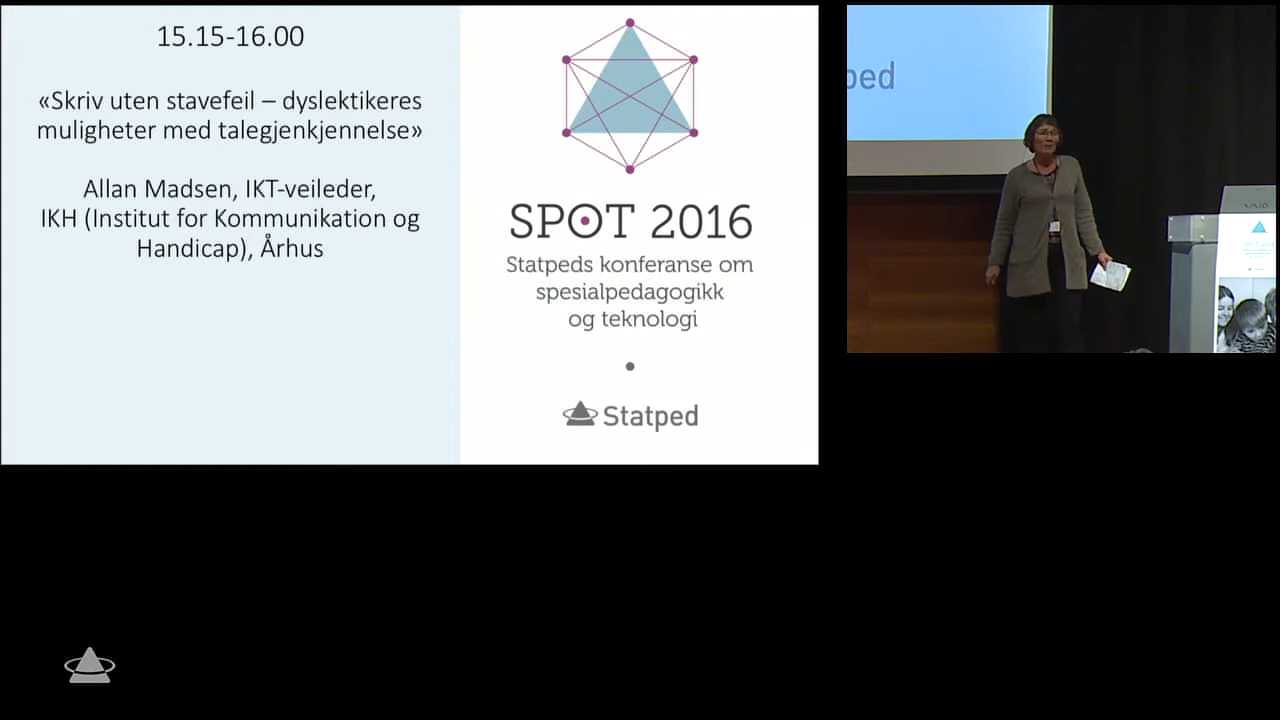 15.15-16.00
«Skriv uten stavefeil – dyslektikeres
muligheter med talegjenkjennelse»
Allan Madsen, IKT-veileder,
IKH (Institut for Kommunikation og
Handicap), Århus
SPOT 2016
Statpeds konferanse om
spesialpedagogikk
og teknologi
Statped
ped
VAIO